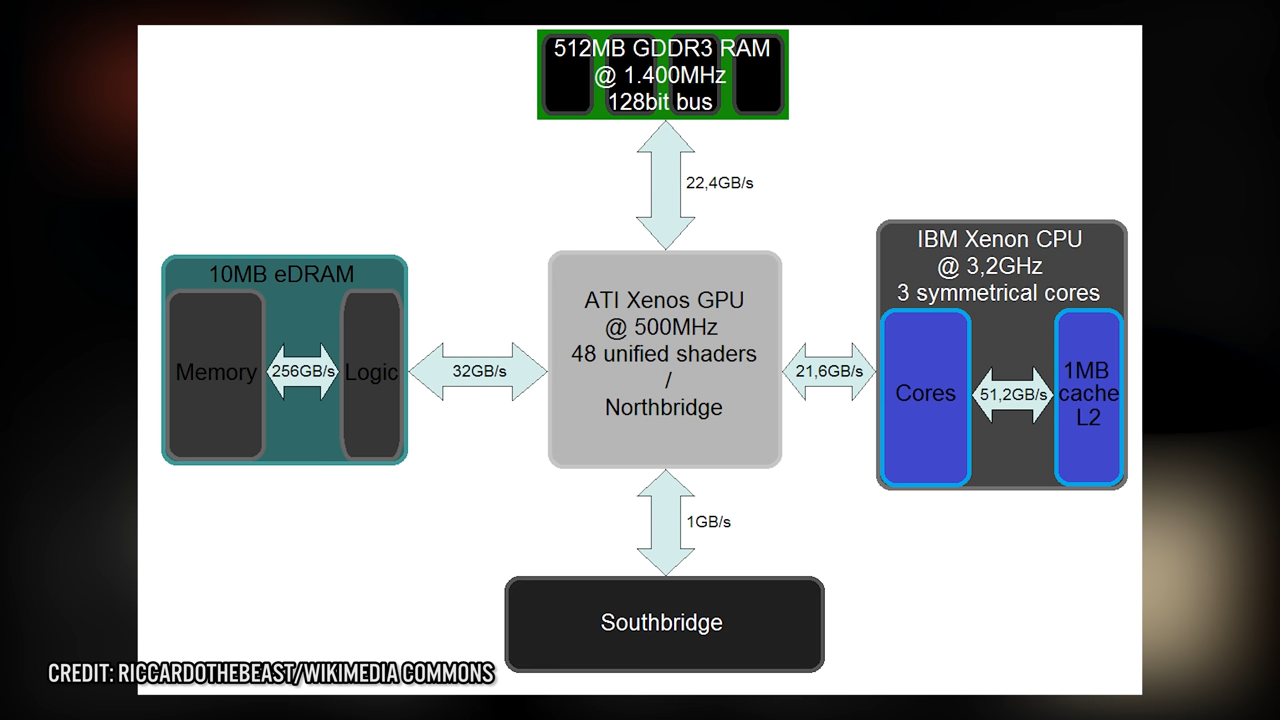 512MB GDDR3 RAM
@ 1.400MHz
128bit bus
22,4GB/s
10MB eDRAM
Memory
256GB/s
Logic
32GB/s
ATI Xenos GPU
@ 500MHz
48 unified shaders
/
Northbridge
21,6GB/s
IBM Xenon CPU
@ 3,2GHz
3 symmetrical cores
Cores
51,2GB/s
1MB
cache
L2
1GB/s
Southbridge
CREDIT: RICCARDOTHEBEAST/WIKIMEDIA COMMONS